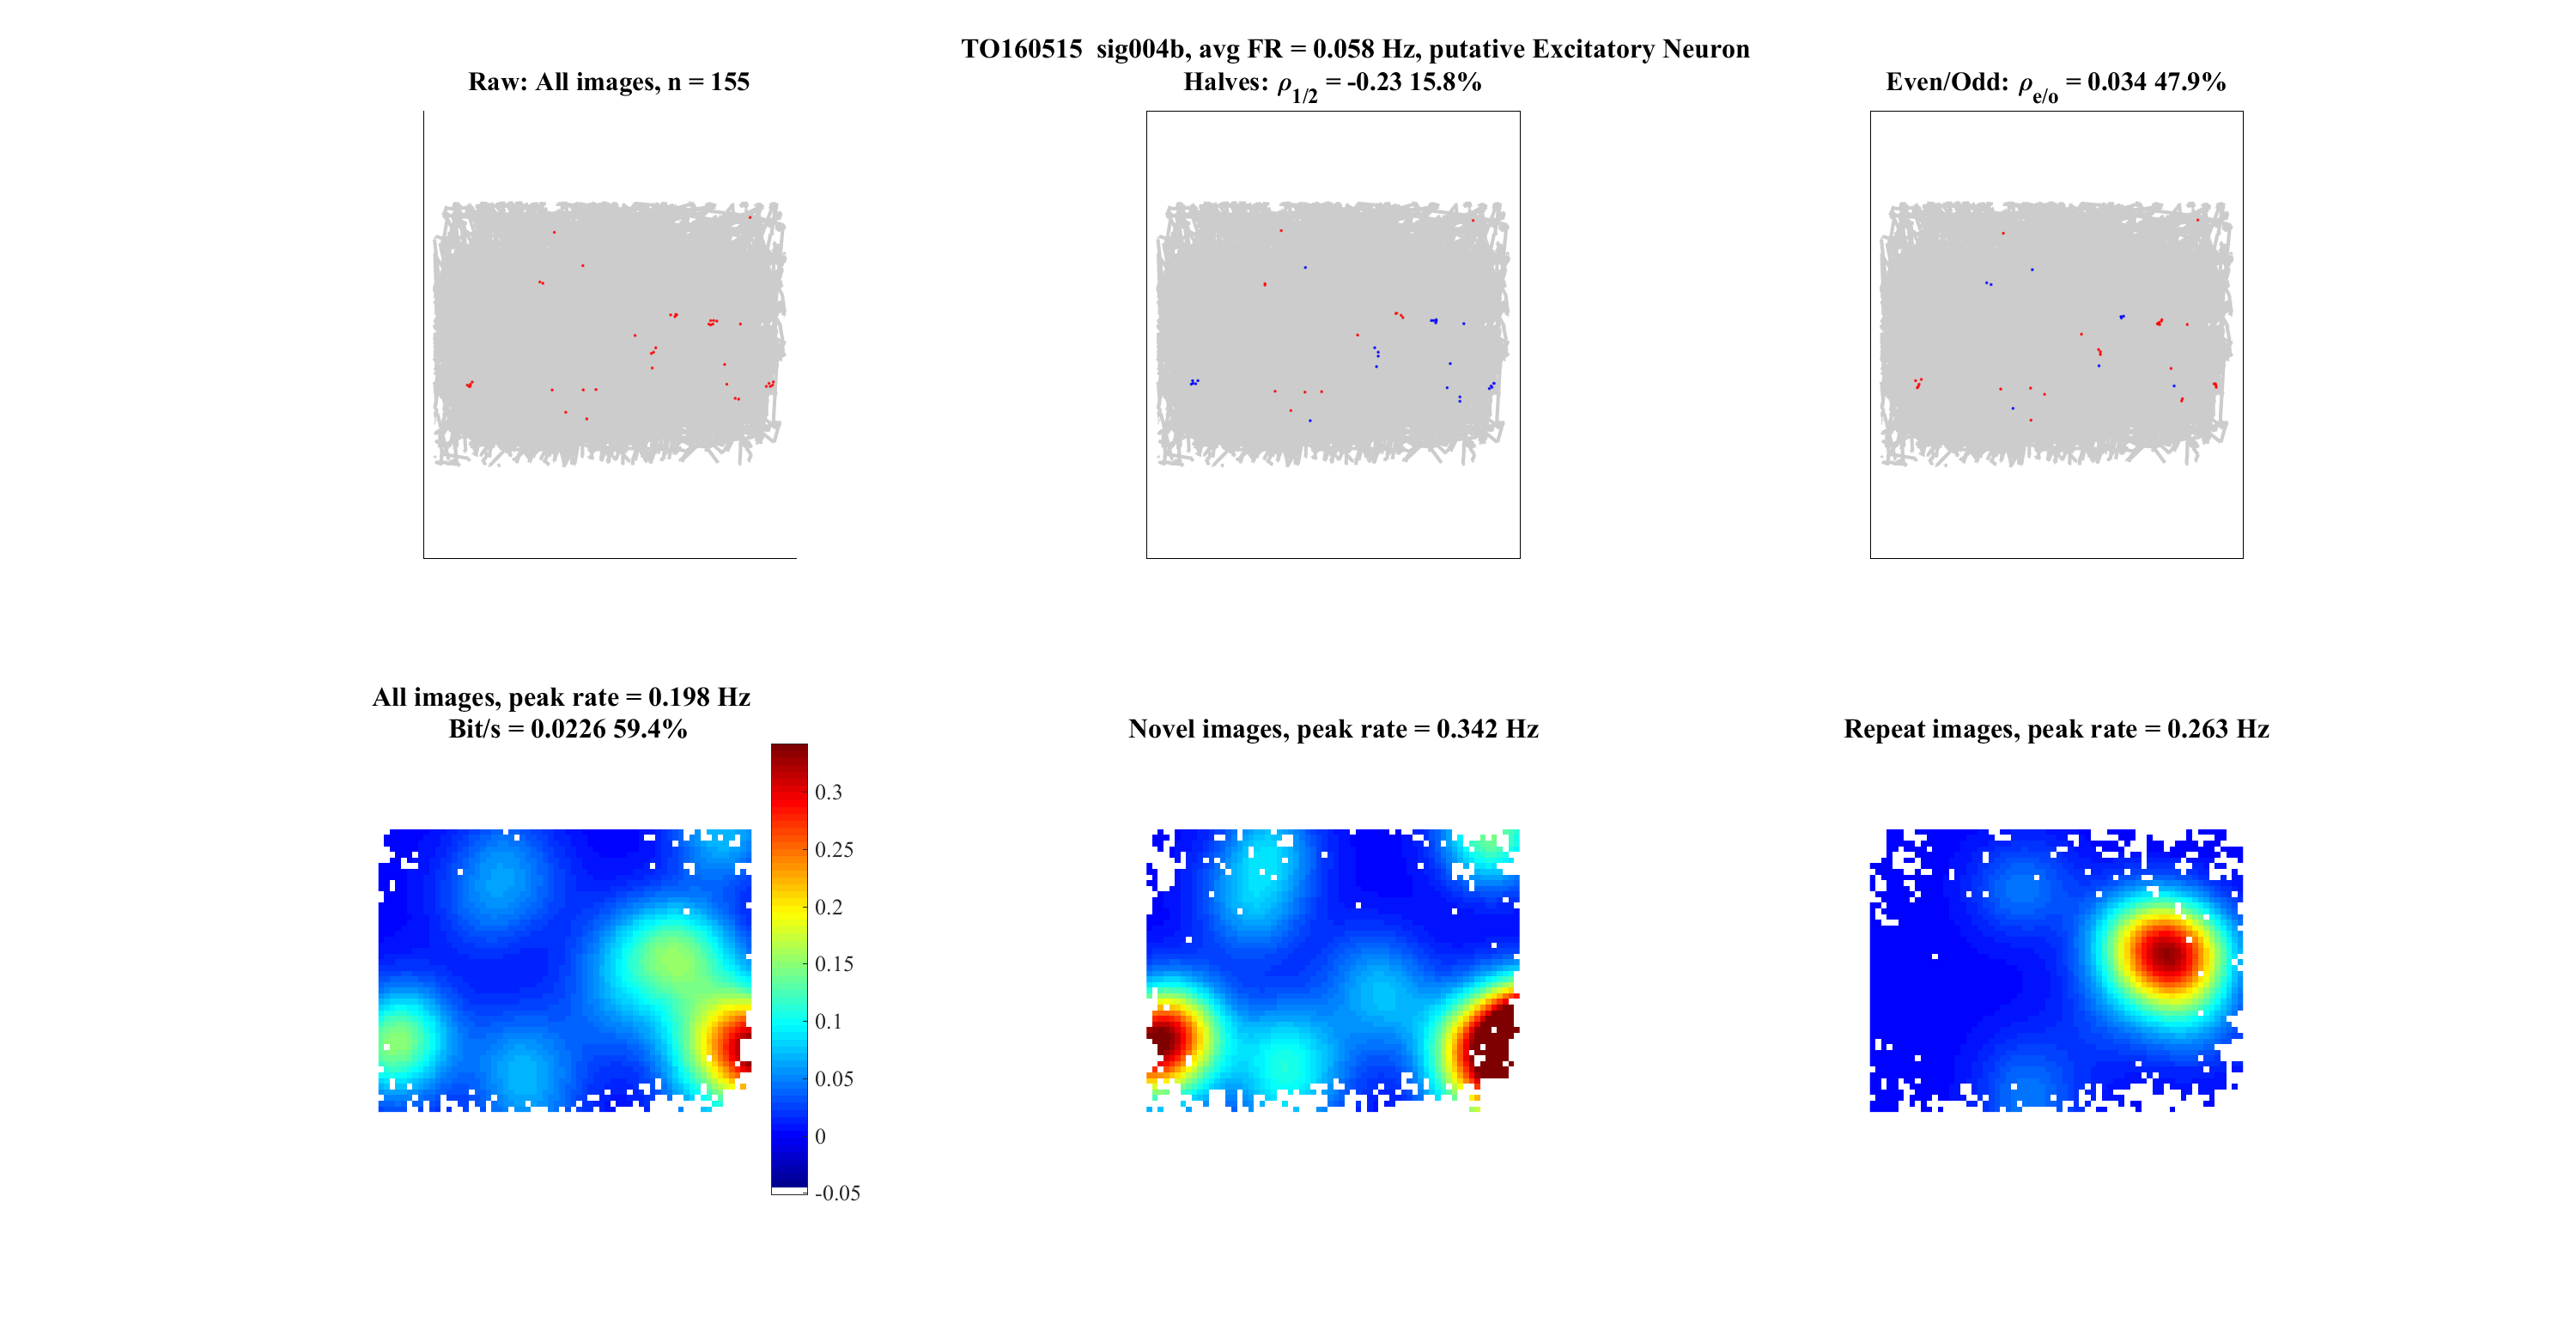 TO160515  sig004b, avg FR = 0.058 Hz, putative Excitatory Neuron
Raw: All images, n = 155
Halves: ρ1/2 = -0.23 15.8%
Even/Odd: ρe/o = 0.034 47.9%
All images, peak rate = 0.198 Hz
Bit/s = 0.0226 59.4%
0.3
0.25
0.2
0.15
0.1
0.05
0
-0.05
Novel images, peak rate = 0.342 Hz
Repeat images, peak rate = 0.263 Hz